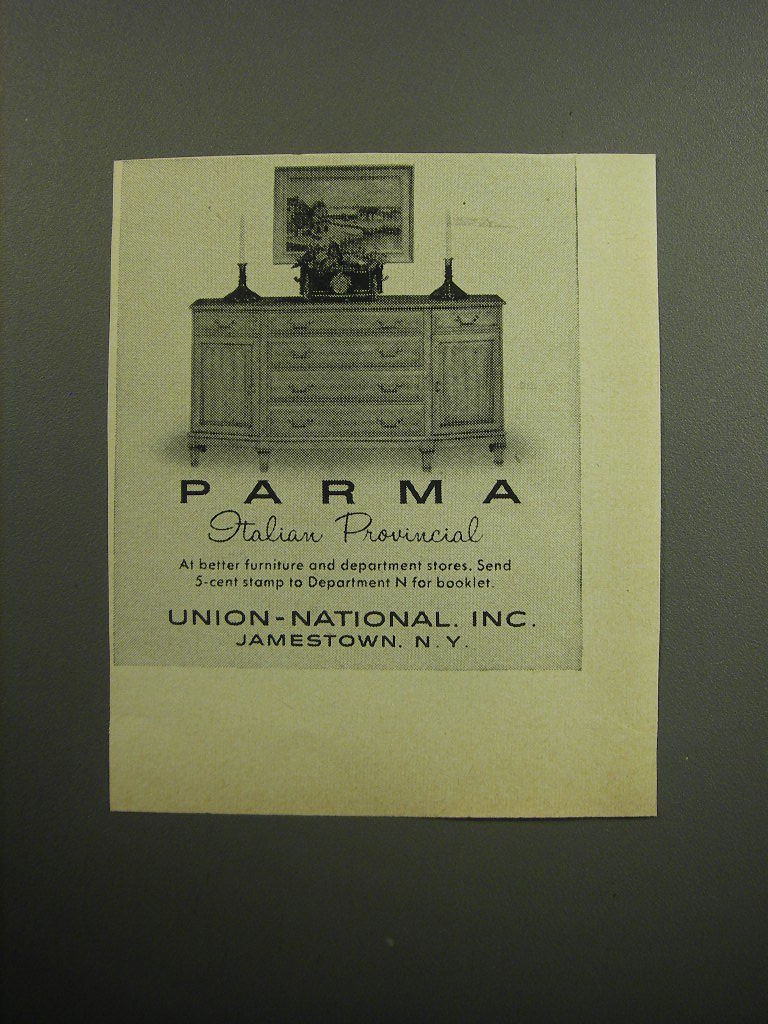 PARMA
Italian Provincial
At better furniture and department stores. Send
5-cent stamp to Department N for booklet.
UNION-NATIONAL. INC.
JAMESTOWN. N.Y.